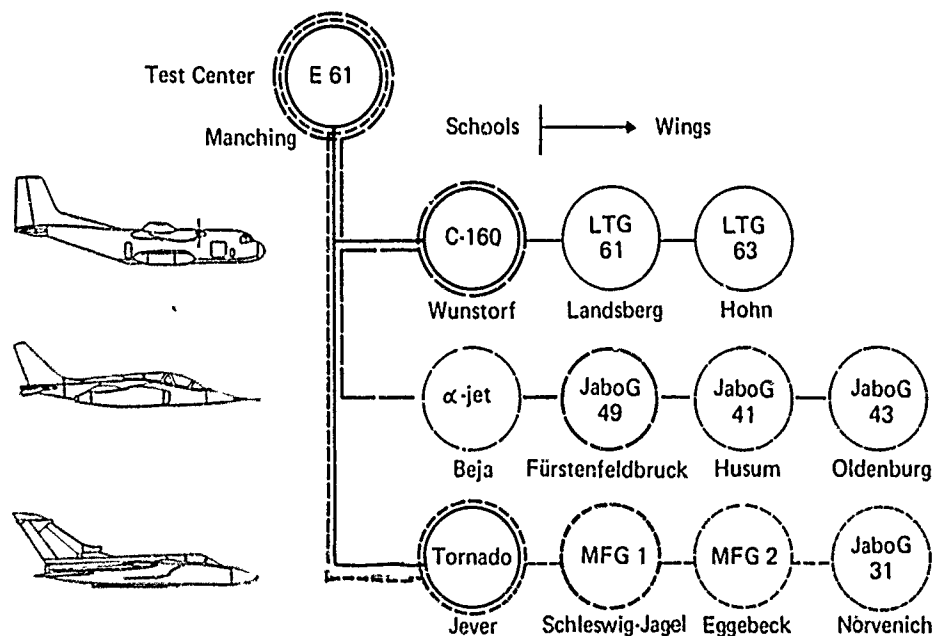 Test Center
E 61
Manching
Schools
Wings
C-160
LTG
61
LTG
63
Wunstorf
Landsberg
Hohn
α-jet
JaboG
49
JaboG
41
JaboG
43
Beja
Fürstenfeldbruck
Husum
Oldenburg
Tornado
MFG 1
MFG 2
JaboG
31
Jever
Schleswig-Jagel
Eggebeck
Nörvenich